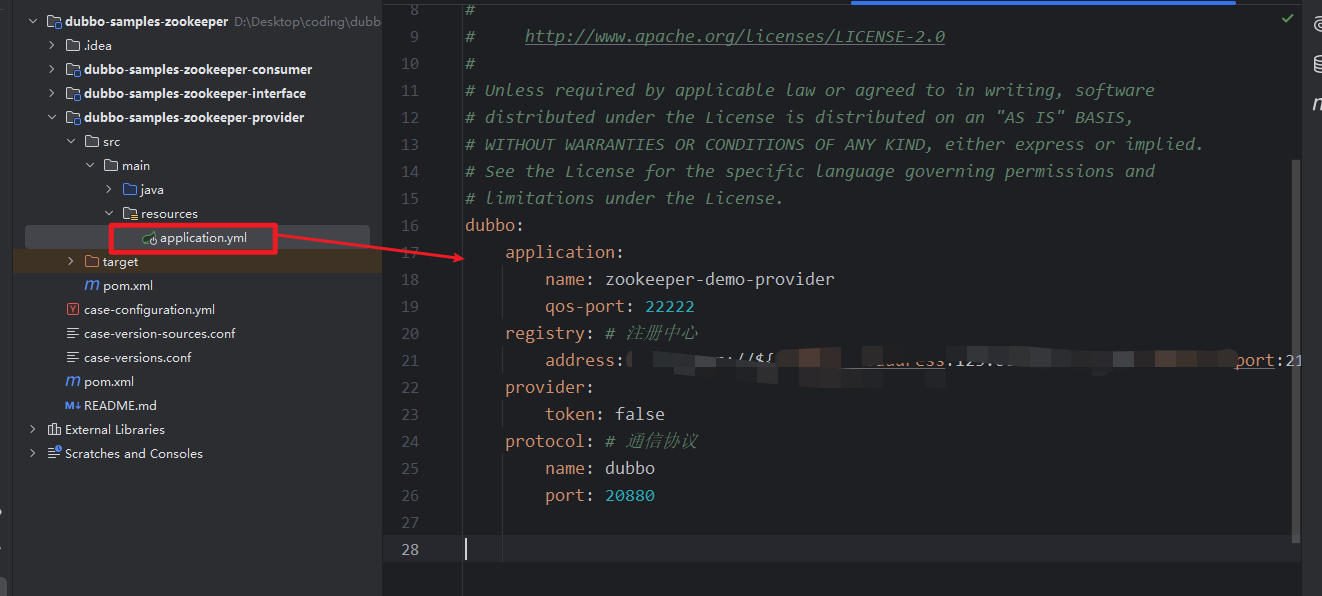 dubbo-samples-zookeeper D:\Desktop\coding\dubb
.idea
dubbo-samples-zookeeper-consumer
dubbo-samples-zookeeper-interface
dubbo-samples-zookeeper-provider
src
main
java
resources
application.yml
target
pom.xml
case-configuration.yml
case-version-sources.conf
case-versions.conf
pom.xml
README.md
External Libraries
Scratches and Consoles
8 #
9 # http://www.apache.org/licenses/LICENSE-2.0
10 #
11 # Unless required by applicable law or agreed to in writing, software
12 # distributed under the License is distributed on an "AS IS" BASIS,
13 # WITHOUT WARRANTIES OR CONDITIONS OF ANY KIND, either express or implied.
14 # See the License for the specific language governing permissions and
15 # limitations under the License.
16 dubbo:
17 application:
18 name: zookeeper-demo-provider
19 qos-port: 22222
20 registry: # 注册中心
21 address: port:21
22 provider:
23 token: false
24 protocol: # 通信协议
25 name: dubbo
26 port: 20880
27
28